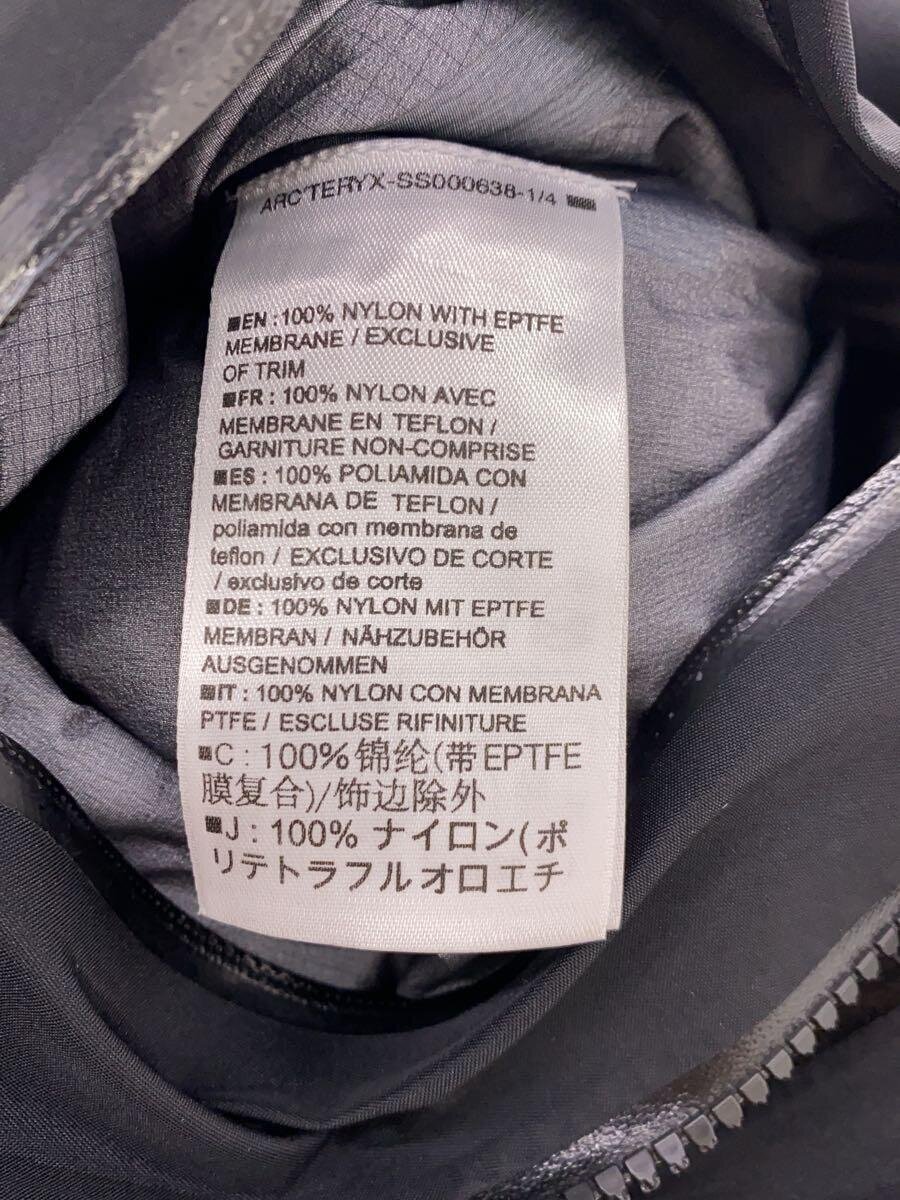 ARC'TERYX-SS000638-1/4
EN : 100% NYLON WITH EPTFE
MEMBRANE / EXCLUSIVE
OF TRIM
FR : 100% NYLON AVEC
MEMBRANE EN TEFLON /
GARNITURE NON-COMPRISE
ES : 100% POLIAMIDA CON
MEMBRANA DE TEFLON /
poliamida con membrana de
teflon / EXCLUSIVO DE CORTE
/ exclusivo de corte
DE : 100% NYLON MIT EPTFE
MEMBRAN / NÄHZUBEHÖR
AUSGENOMMEN
IT : 100% NYLON CON MEMBRANA
PTFE / ESCLUSE RIFINITURE
C : 100%锦纶(带EPTFE
膜复合)/饰边除外
J : 100% ナイロン(ポ
リテトラフルオロエチ